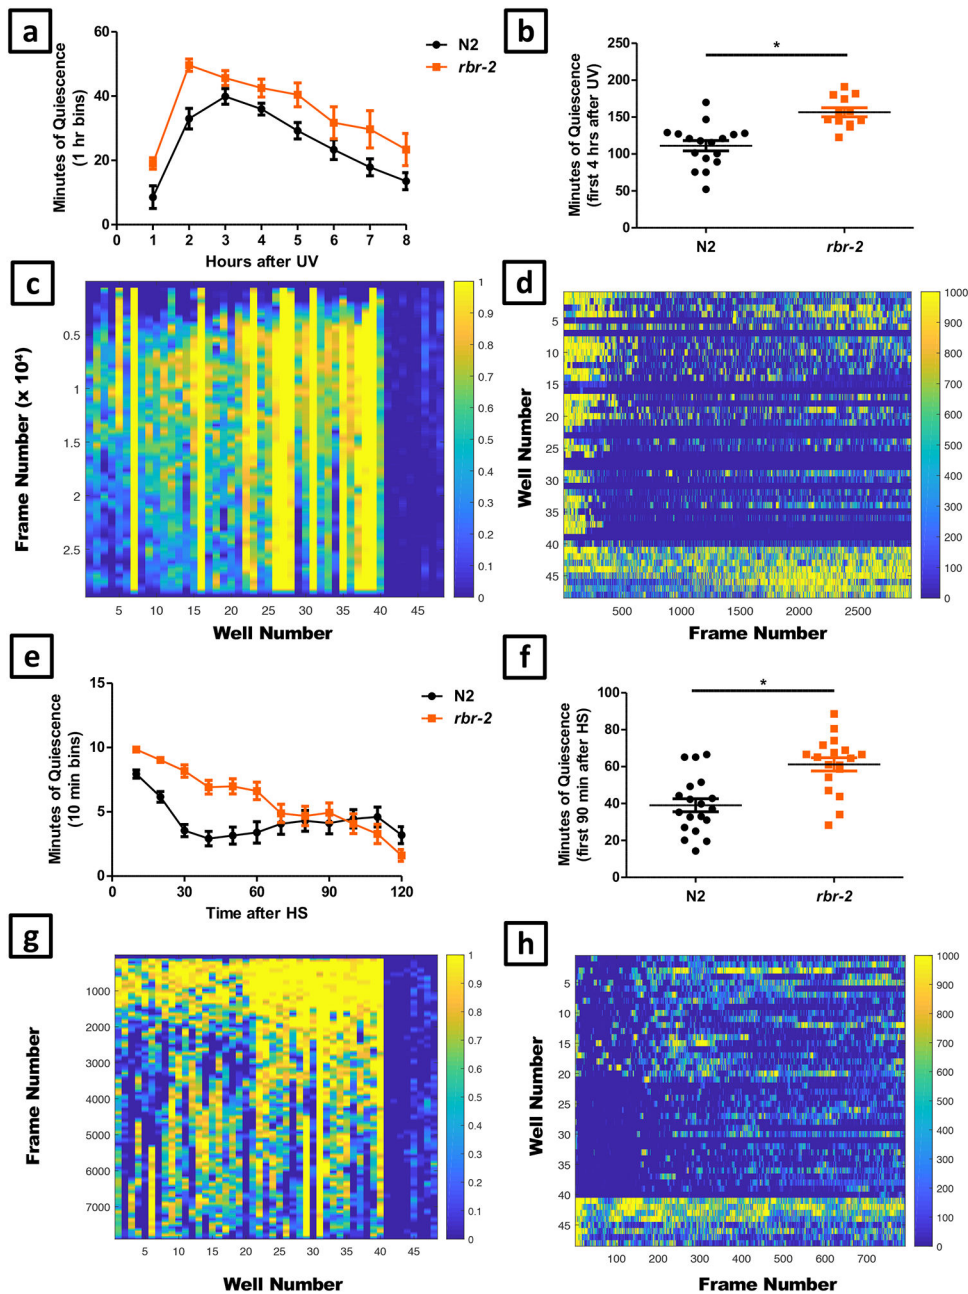 a
Minutes of Quiescence
(1 hr bins)
60
40
20
0
0 1 2 3 4 5 6 7 8
Hours after UV
N2
rbr-2
b
*
Minutes of Quiescence
(first 4 hrs after UV)
250
200
150
100
50
0
N2 rbr-2
c
Frame Number (x 10⁴)
0.5
1
1.5
2
2.5
5 10 15 20 25 30 35 40 45
Well Number
1
0.9
0.8
0.7
0.6
0.5
0.4
0.3
0.2
0.1
0
d
Well Number
5
10
15
20
25
30
35
40
45
500 1000 1500 2000 2500
Frame Number
1000
900
800
700
600
500
400
300
200
100
0
e
Minutes of Quiescence
(10 min bins)
15
10
5
0
0 30 60 90 120
Time after HS
N2
rbr-2
f
*
Minutes of Quiescence
(first 90 min after HS)
100
80
60
40
20
0
N2 rbr-2
g
Frame Number
1000
2000
3000
4000
5000
6000
7000
5 10 15 20 25 30 35 40 45
Well Number
1
0.9
0.8
0.7
0.6
0.5
0.4
0.3
0.2
0.1
0
h
Well Number
5
10
15
20
25
30
35
40
45
100 200 300 400 500 600 700
Frame Number
1000
900
800
700
600
500
400
300
200
100
0